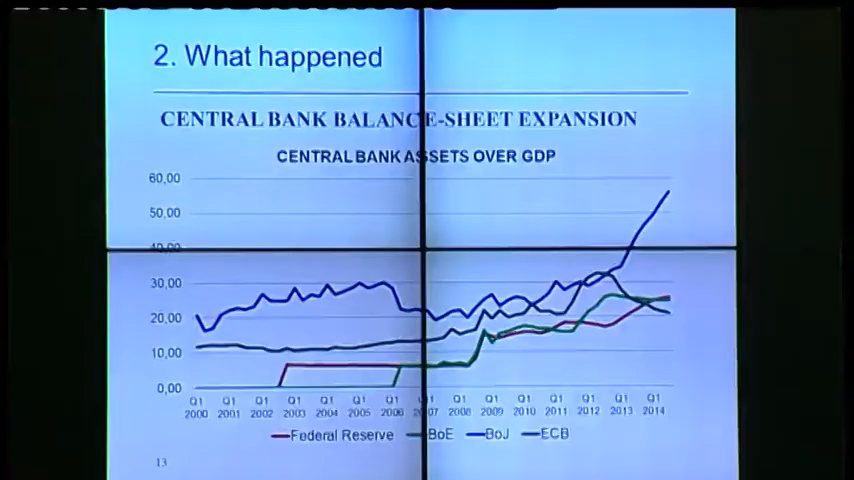 2. What happened
CENTRAL BANK BALANCE-SHEET EXPANSION
CENTRAL BANK ASSETS OVER GDP
60,00
50,00
40,00
30,00
20,00
10,00
0,00
Q1 Q1 Q1 Q1 Q1 Q1 Q1 Q1 Q1 Q1 Q1 Q1 Q1 Q1
2000 2001 2002 2003 2004 2005 2006 2007 2008 2009 2010 2011 2012 2013 2014
Federal Reserve BoE BoJ ECB
13